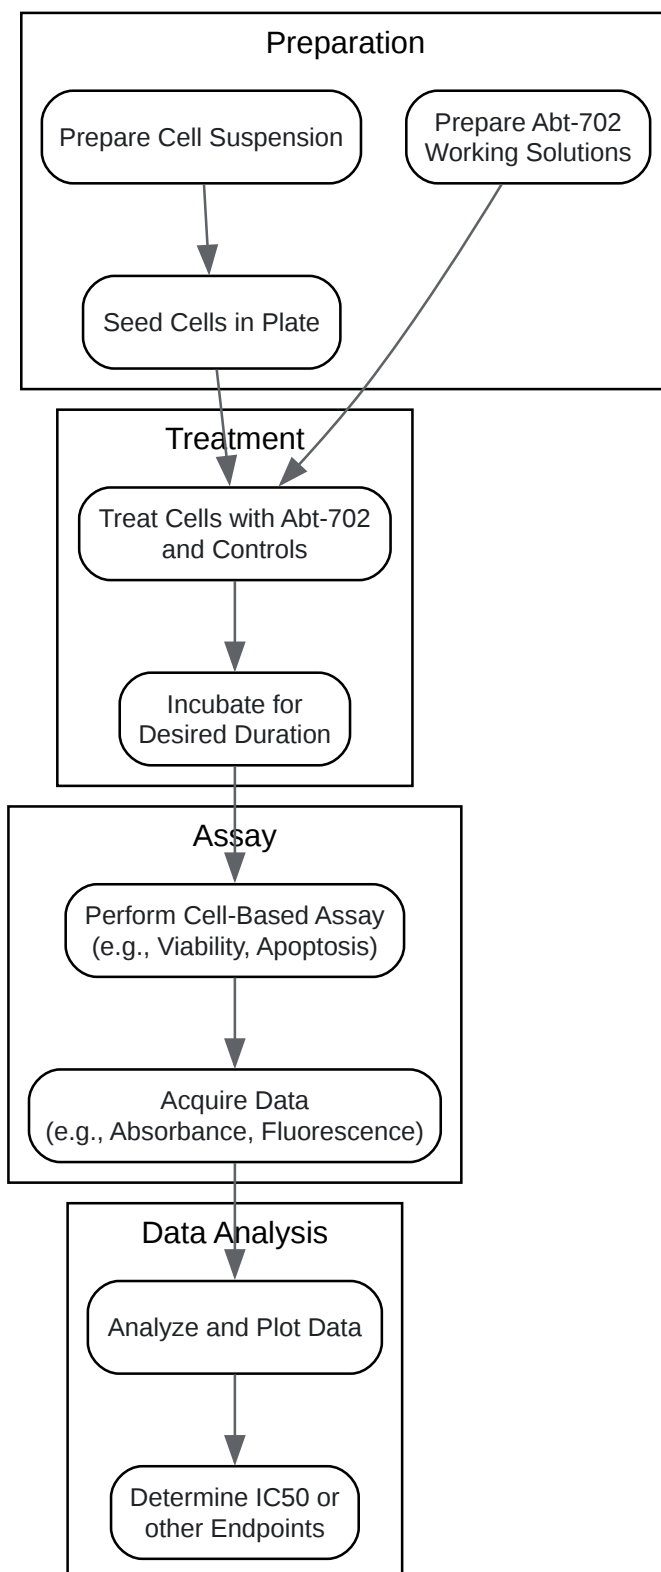 Preparation
Prepare Cell Suspension
Prepare Abt-702
Working Solutions
Seed Cells in Plate
Treatment
Treat Cells with Abt-702
and Controls
Incubate for
Desired Duration
Assay
Perform Cell-Based Assay
(e.g., Viability, Apoptosis)
Acquire Data
(e.g., Absorbance, Fluorescence)
Data Analysis
Analyze and Plot Data
Determine IC50 or
other Endpoints